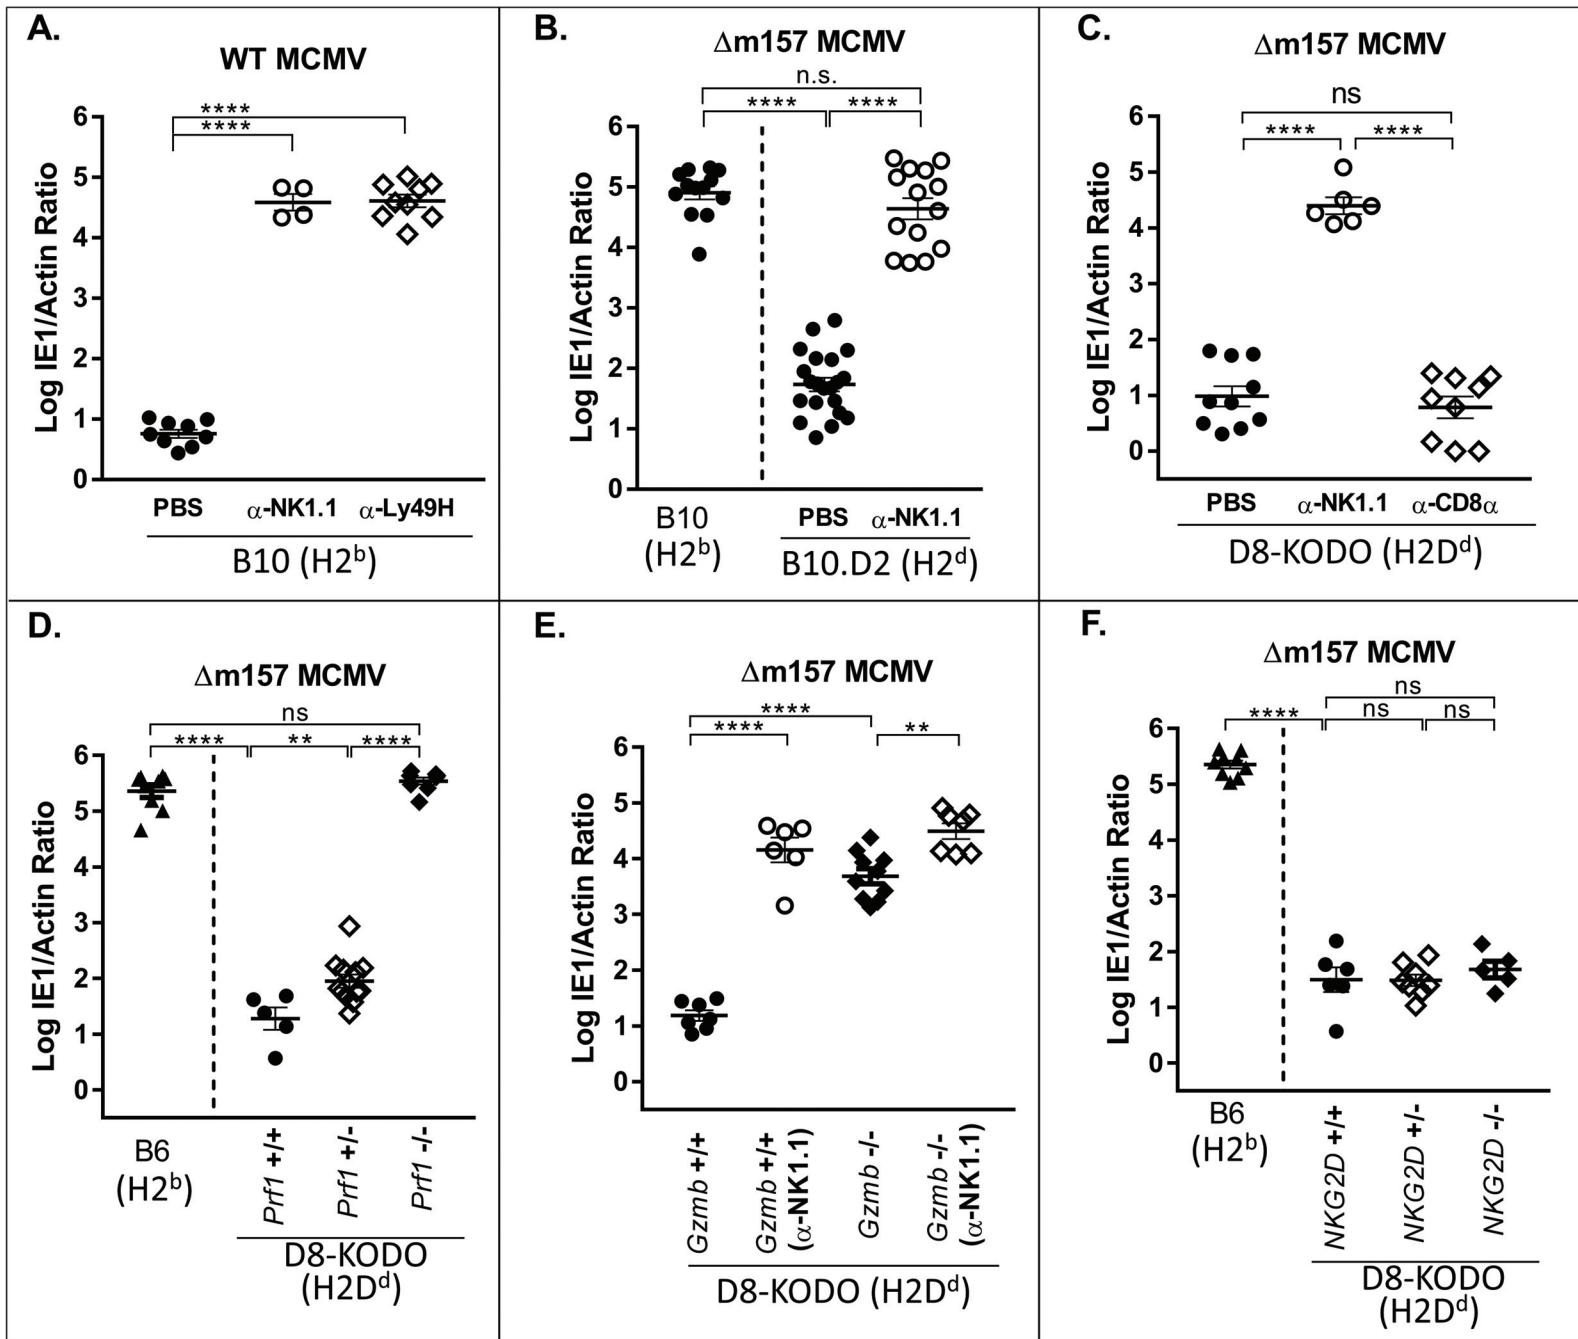 A.
WT MCMV
****
****
Log IE1/Actin Ratio
6
5
4
3
2
1
0
PBS α-NK1.1 α-Ly49H
B10 (H2ᵇ)
B.
Δm157 MCMV
n.s.
**** ****
Log IE1/Actin Ratio
6
5
4
3
2
1
0
B10
(H2ᵇ)
PBS α-NK1.1
B10.D2 (H2ᵈ)
C.
Δm157 MCMV
ns
**** ****
Log IE1/Actin Ratio
6
5
4
3
2
1
0
PBS α-NK1.1 α-CD8α
D8-KODO (H2Dᵈ)
D.
Δm157 MCMV
ns
**** ** ****
Log IE1/Actin Ratio
6
5
4
3
2
1
0
B6
(H2ᵇ)
Prf1 +/+
Prf1 +/-
Prf1 -/-
D8-KODO
(H2Dᵈ)
E.
Δm157 MCMV
****
**** **
Log IE1/Actin Ratio
6
5
4
3
2
1
0
Gzmb +/+
Gzmb +/+
(α-NK1.1)
Gzmb -/-
Gzmb -/-
(α-NK1.1)
D8-KODO (H2Dᵈ)
F.
Δm157 MCMV
ns
**** ns ns
Log IE1/Actin Ratio
6
5
4
3
2
1
0
B6
(H2ᵇ)
NKG2D +/+
NKG2D +/-
NKG2D -/-
D8-KODO
(H2Dᵈ)